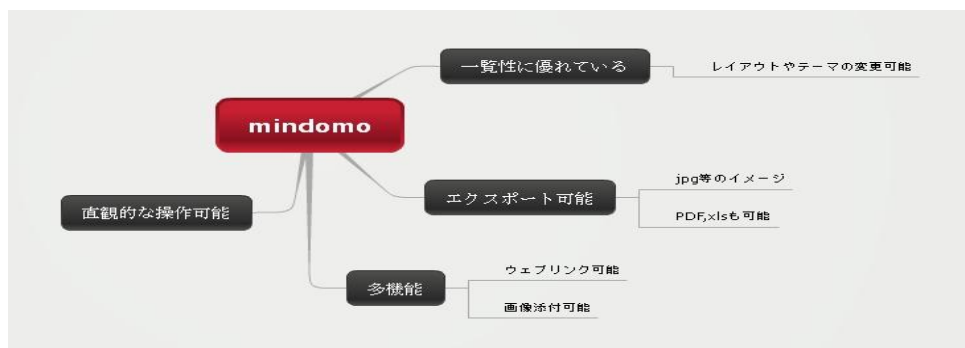 mindomo
一覧性に優れている
レイアウトやテーマの変更可能
エクスポート可能
jpg等のイメージ
PDF,xlsも可能
直観的な操作可能
多機能
ウェブリンク可能
画像添付可能